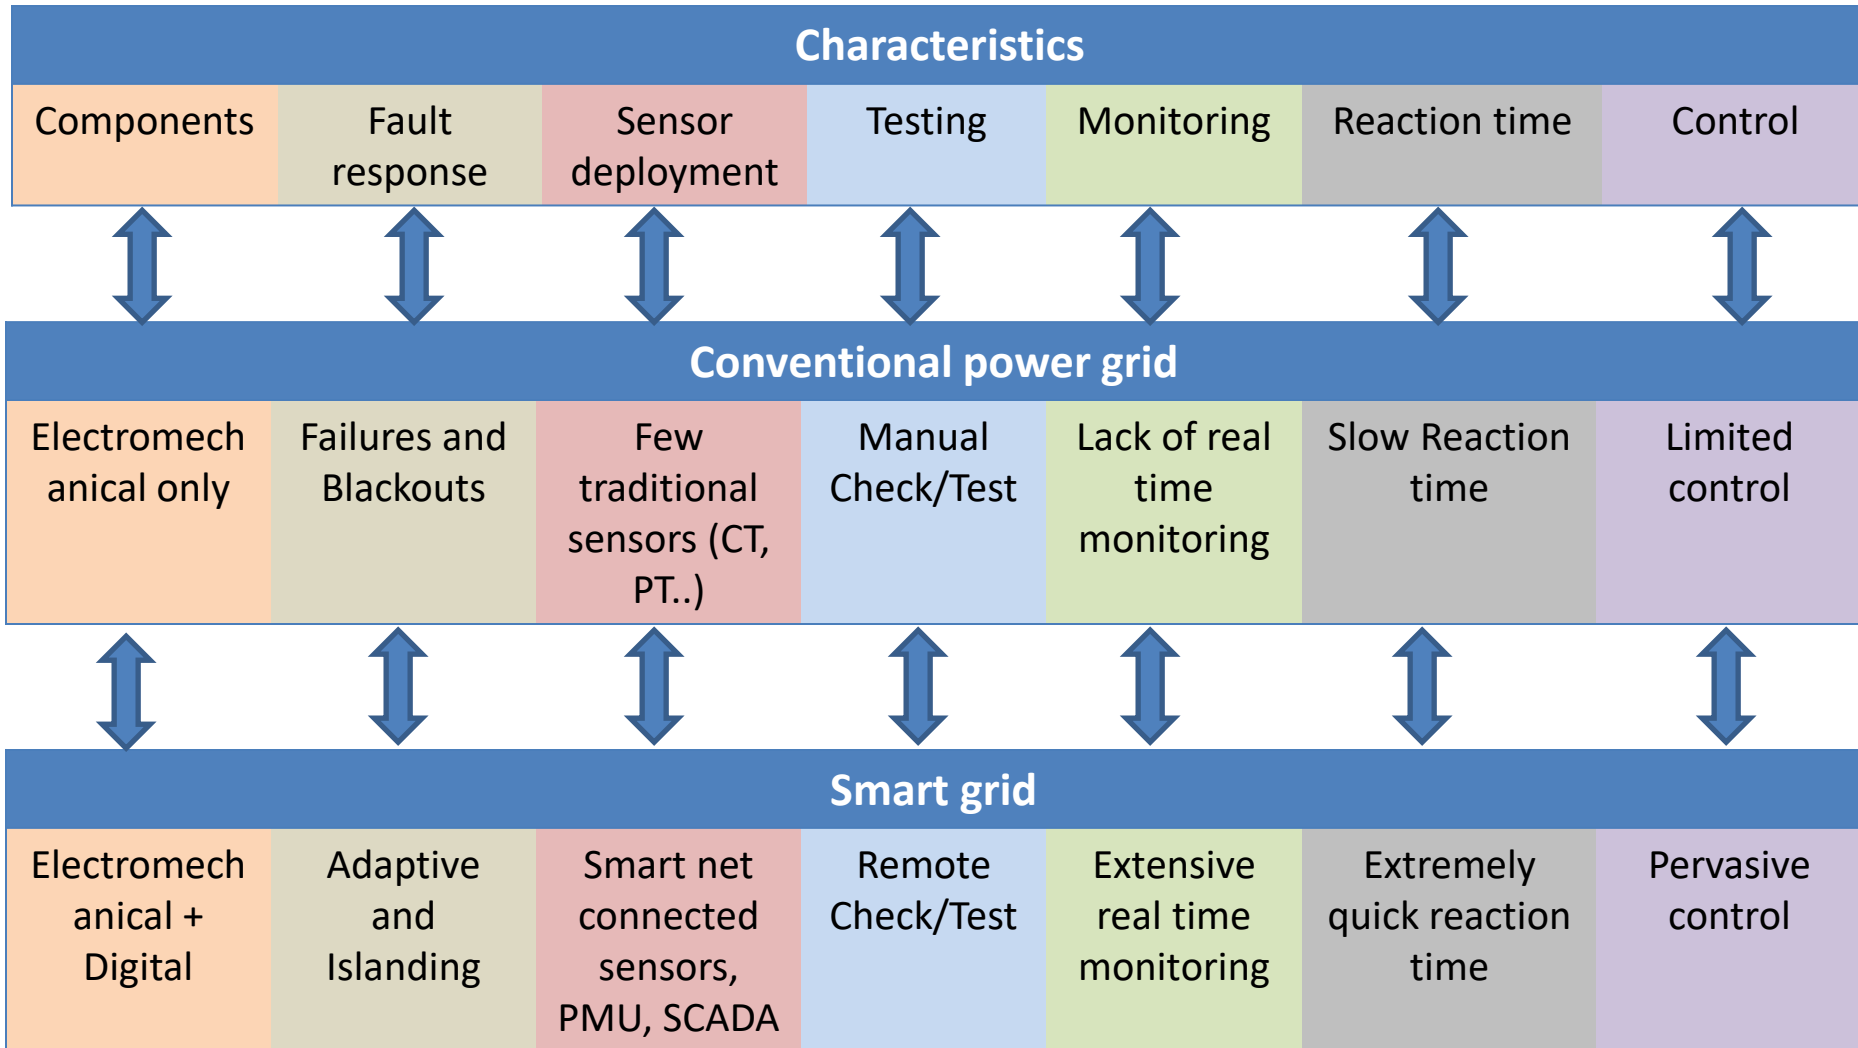 Characteristics
Components
Fault
response
Sensor
deployment
Testing
Monitoring
Reaction time
Control
Conventional power grid
Electromech
anical only
Failures and
Blackouts
Few
traditional
sensors (CT,
PT..)
Manual
Check/Test
Lack of real
time
monitoring
Slow Reaction
time
Limited
control
Smart grid
Electromech
anical +
Digital
Adaptive
and
Islanding
Smart net
connected
sensors,
PMU, SCADA
Remote
Check/Test
Extensive
real time
monitoring
Extremely
quick reaction
time
Pervasive
control